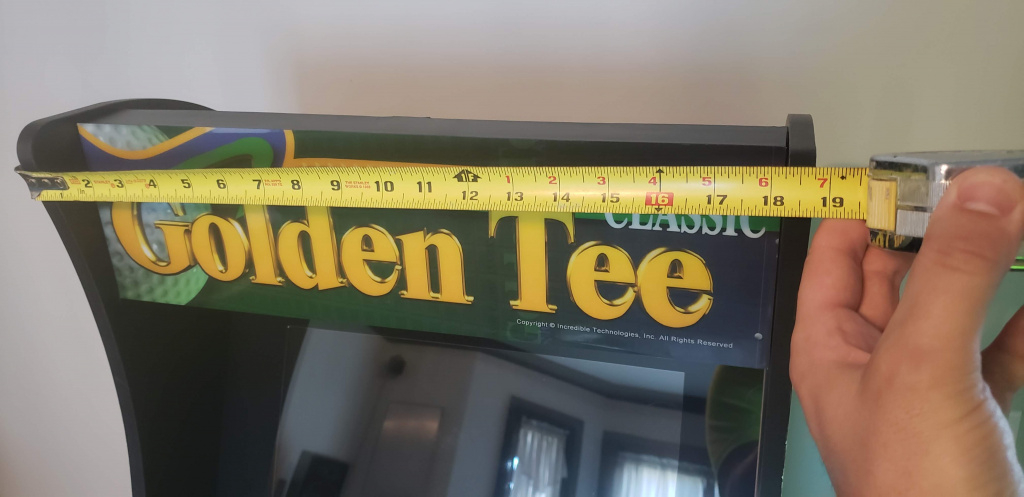 2 3 4 5 6 7 8 9 10 11 1F 12 13 14 15 16 17 18 19
1 2 3 4 5 6 7
CLASSIC
Golden Tee
Copyright © Incredible Technologies, Inc. All Rights Reserved